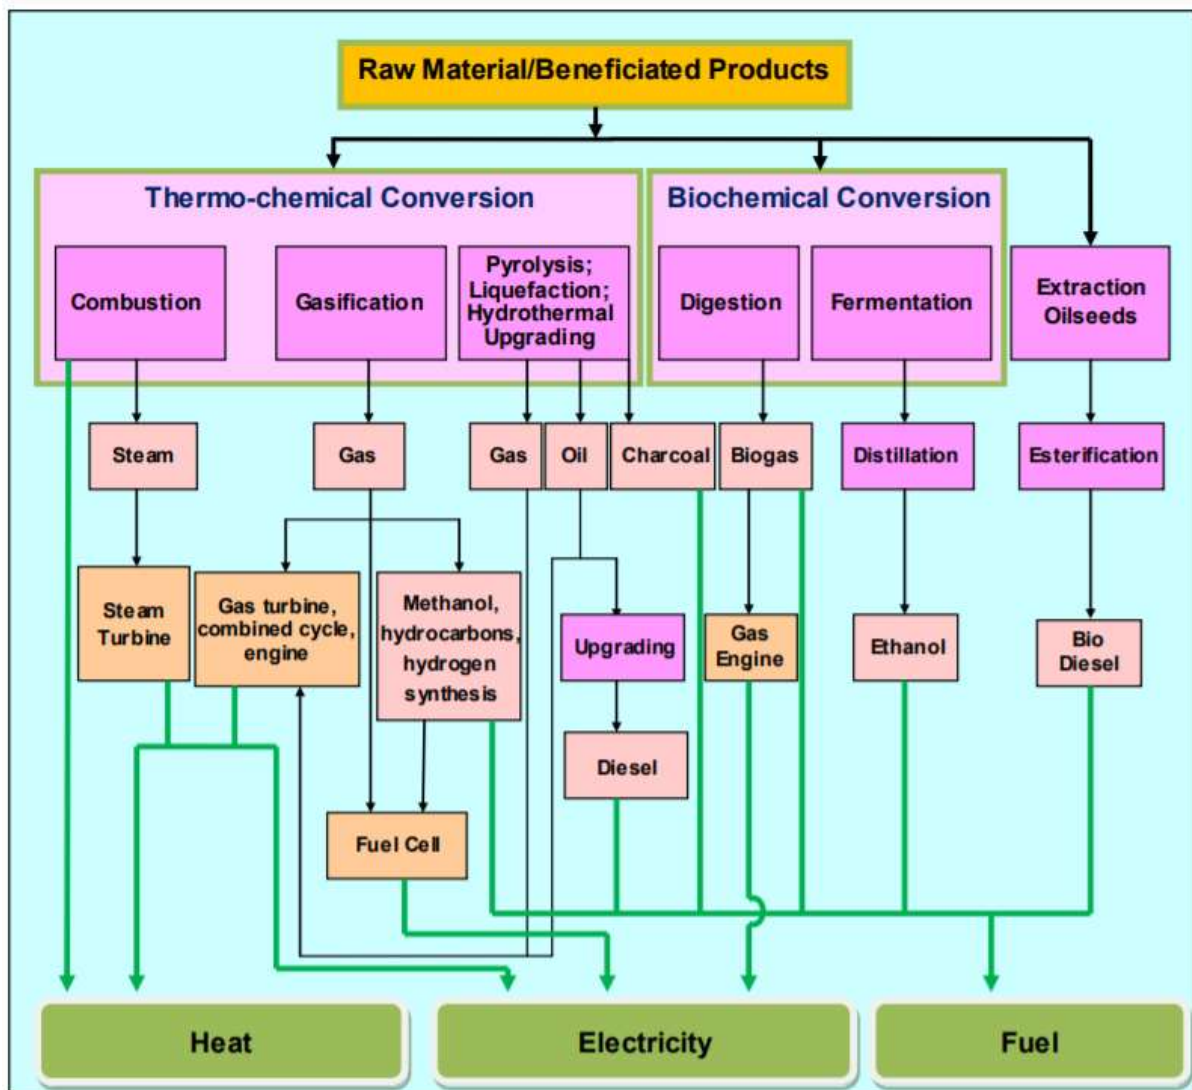 Raw Material/Beneficiated Products
Thermo-chemical Conversion
Biochemical Conversion
Combustion
Gasification
Pyrolysis;
Liquefaction;
Hydrothermal
Upgrading
Digestion
Fermentation
Extraction
Oilseeds
Steam
Gas
Gas
Oil
Charcoal
Biogas
Distillation
Esterification
Steam
Turbine
Gas turbine,
combined cycle,
engine
Methanol,
hydrocarbons,
hydrogen
synthesis
Upgrading
Gas
Engine
Ethanol
Bio
Diesel
Diesel
Fuel Cell
Heat
Electricity
Fuel